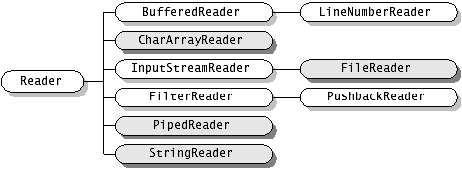 BufferedReader
LineNumberReader
CharArrayReader
InputStreamReader
FileReader
Reader
FilterReader
PushbackReader
PipedReader
StringReader